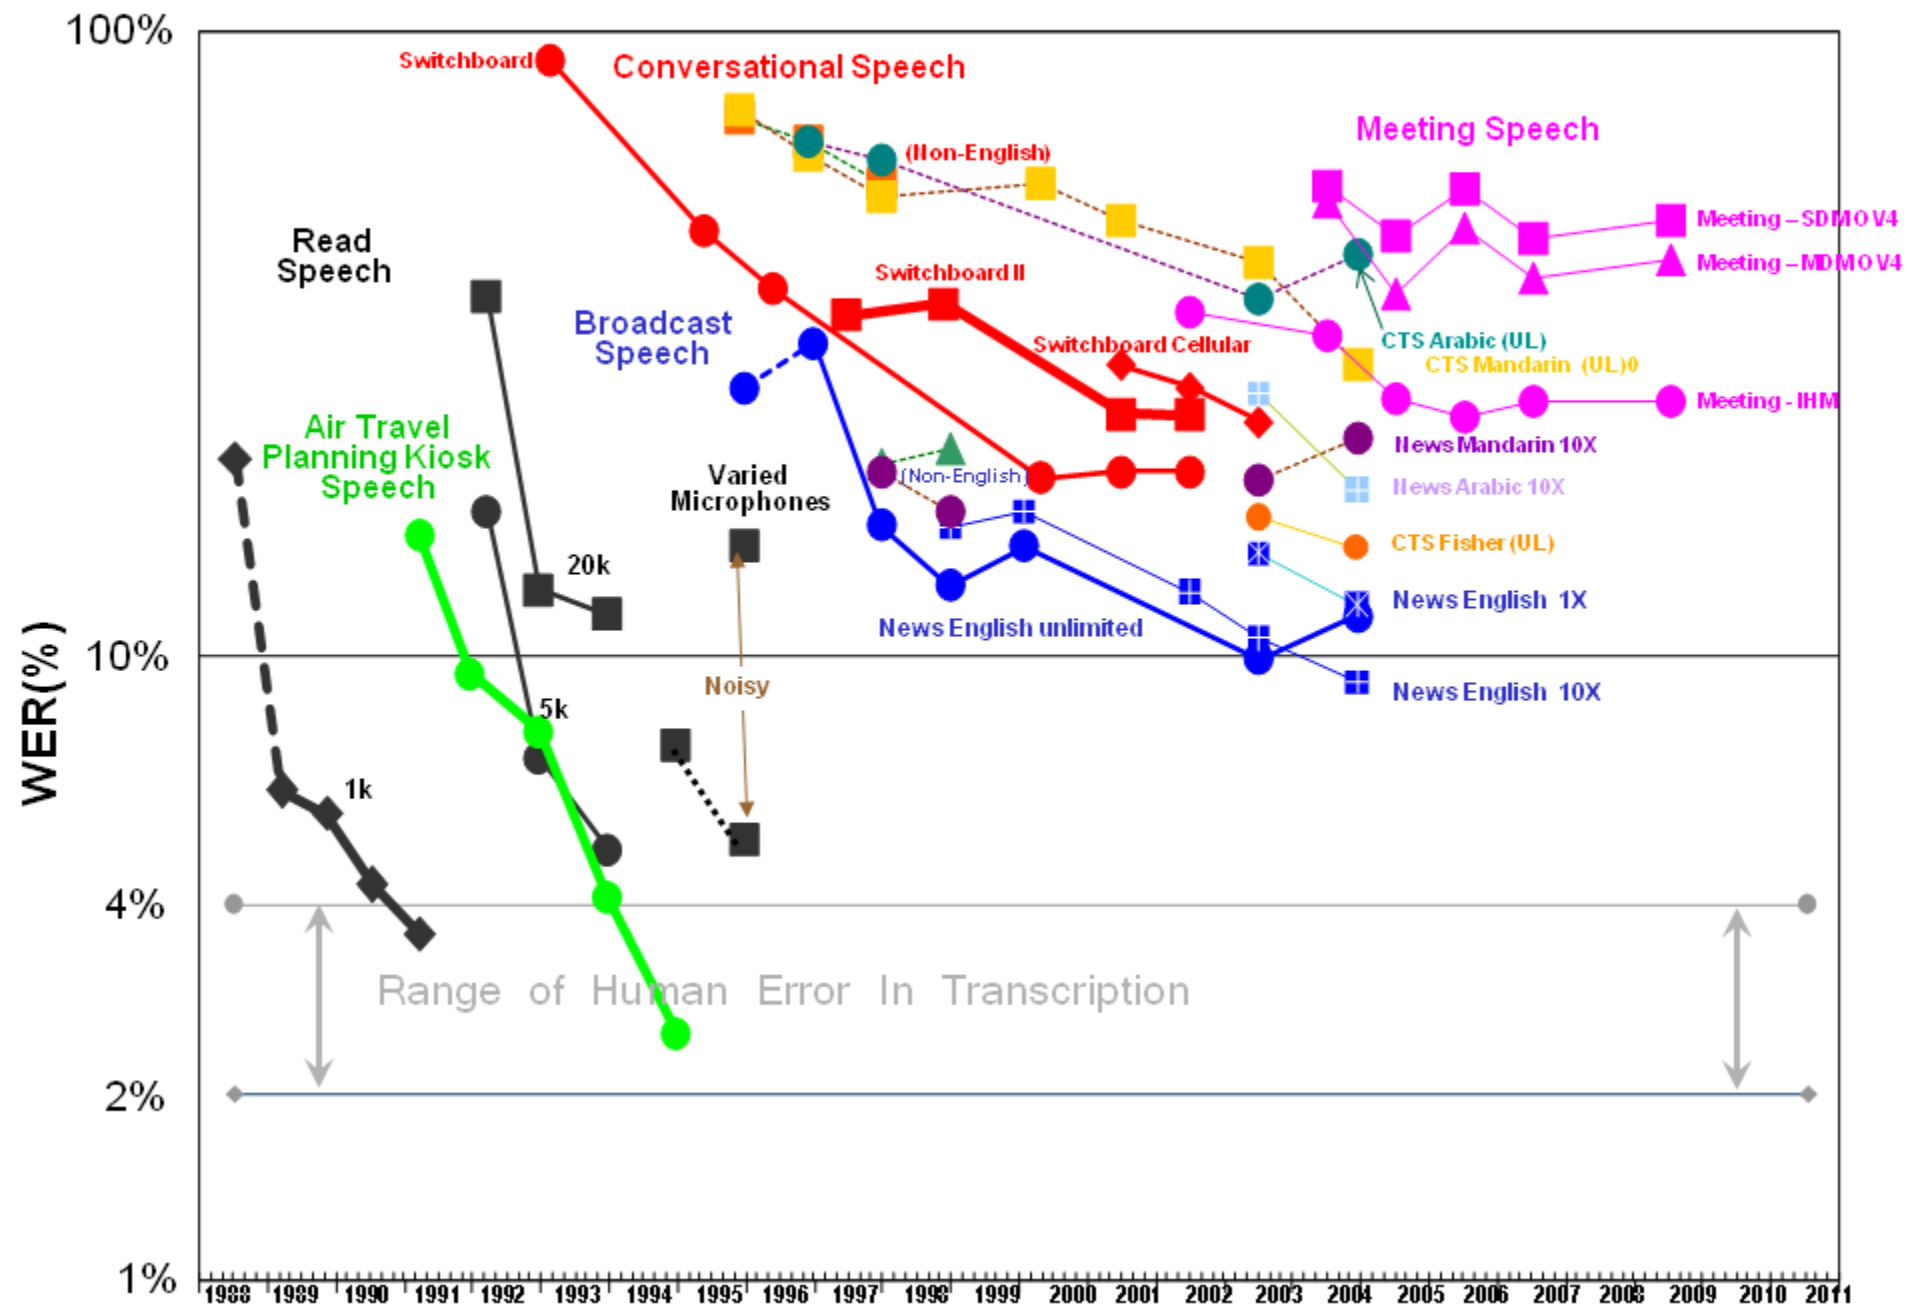 100%
Switchboard
Conversational Speech
Meeting Speech
(Non-English)
Meeting – SDM OV4
Read
Speech
Meeting – MDM OV4
Switchboard II
Broadcast
Speech
Switchboard Cellular
CTS Arabic (UL)
CTS Mandarin (UL)0
Meeting - IHM
Air Travel
Planning Kiosk
Speech
News Mandarin 10X
Varied
Microphones
(Non-English)
News Arabic 10X
CTS Fisher (UL)
20k
News English 1X
News English unlimited
10%
Noisy
News English 10X
5k
WER(%)
1k
4%
Range of Human Error In Transcription
2%
1%
1988 1989 1990 1991 1992 1993 1994 1995 1996 1997 1998 1999 2000 2001 2002 2003 2004 2005 2006 2007 2008 2009 2010 2011